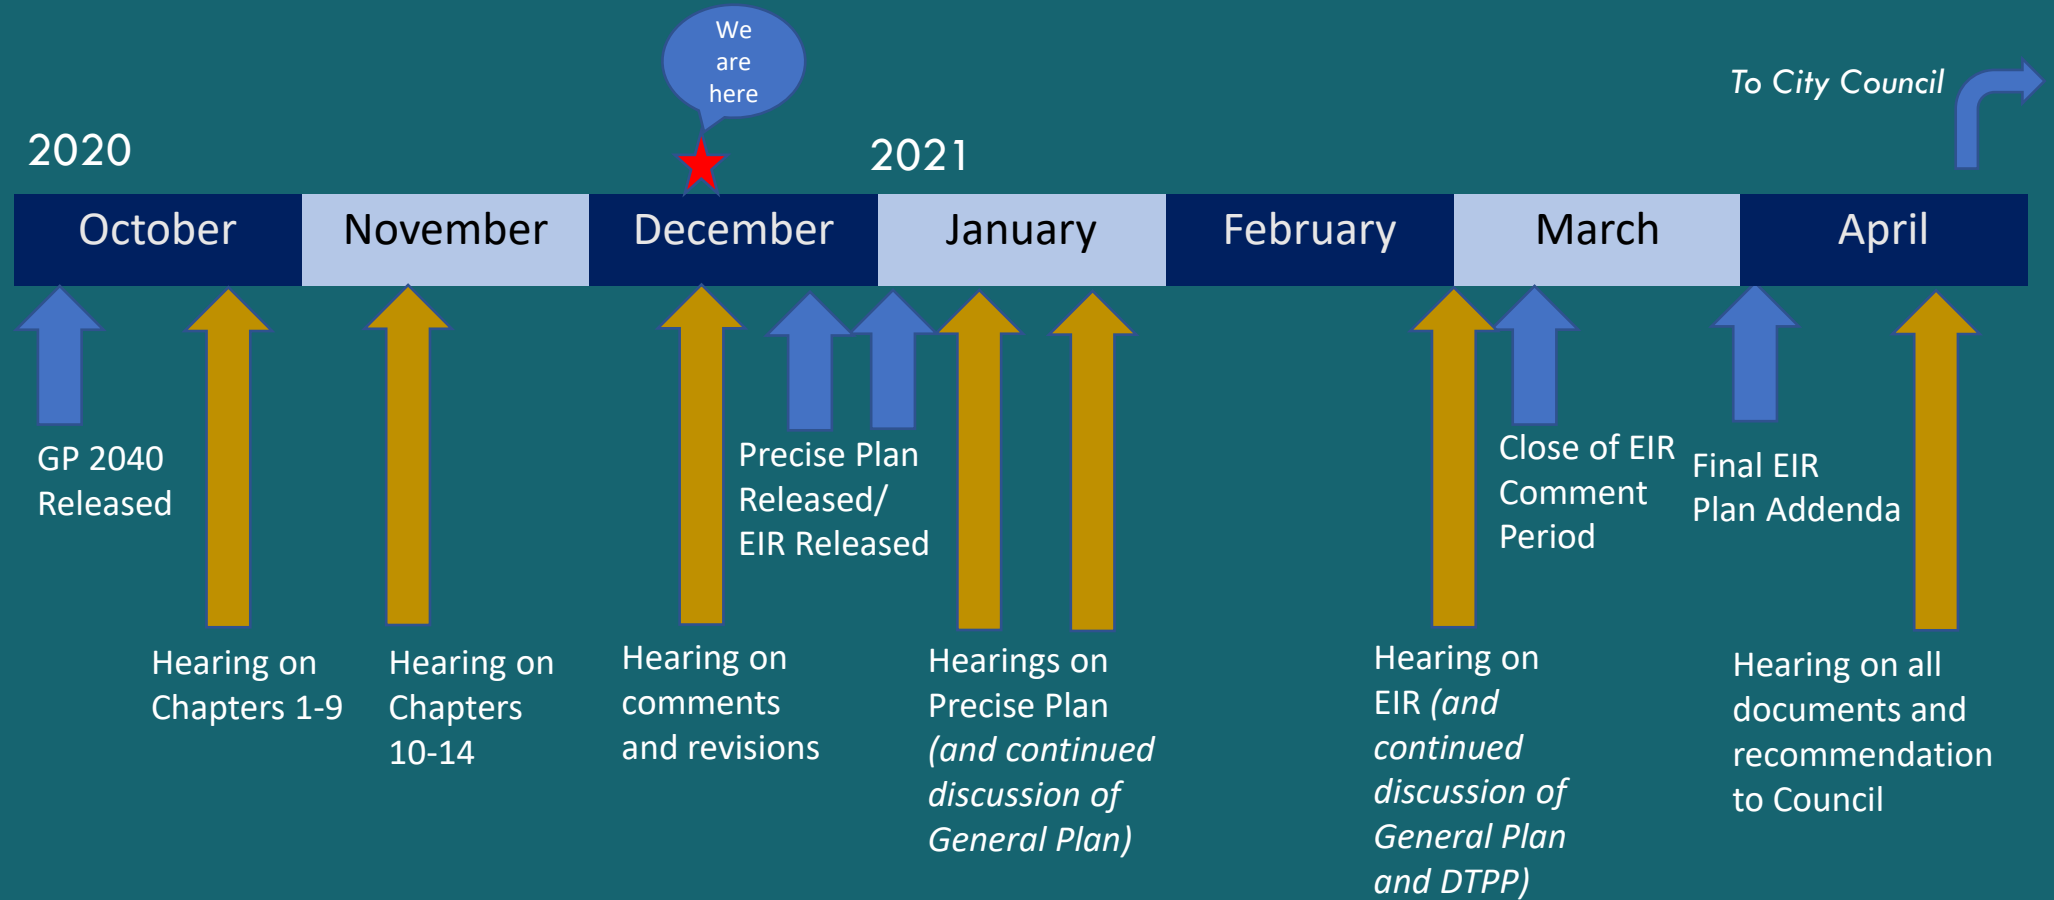 We
are
here
To City Council
2020
2021
October
November
December
January
February
March
April
GP 2040
Released
Precise Plan
Released/
EIR Released
Close of EIR
Comment
Period
Final EIR
Plan Addenda
Hearing on
Chapters 1-9
Hearing on
Chapters
10-14
Hearing on
comments
and revisions
Hearings on
Precise Plan
(and continued
discussion of
General Plan)
Hearing on
EIR (and
continued
discussion of
General Plan
and DTPP)
Hearing on all
documents and
recommendation
to Council